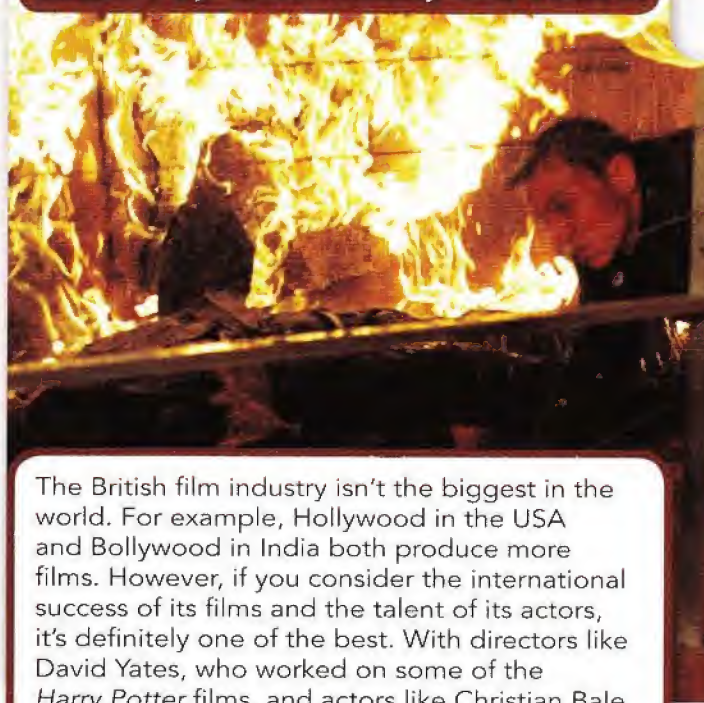 The British film industry isn't the biggest in the
world. For example, Hollywood in the USA
and Bollywood in India both produce more
films. However, if you consider the international
success of its films and the talent of its actors,
it's definitely one of the best. With directors like
David Yates, who worked on some of the
Harry Potter films, and actors like Christian Bale